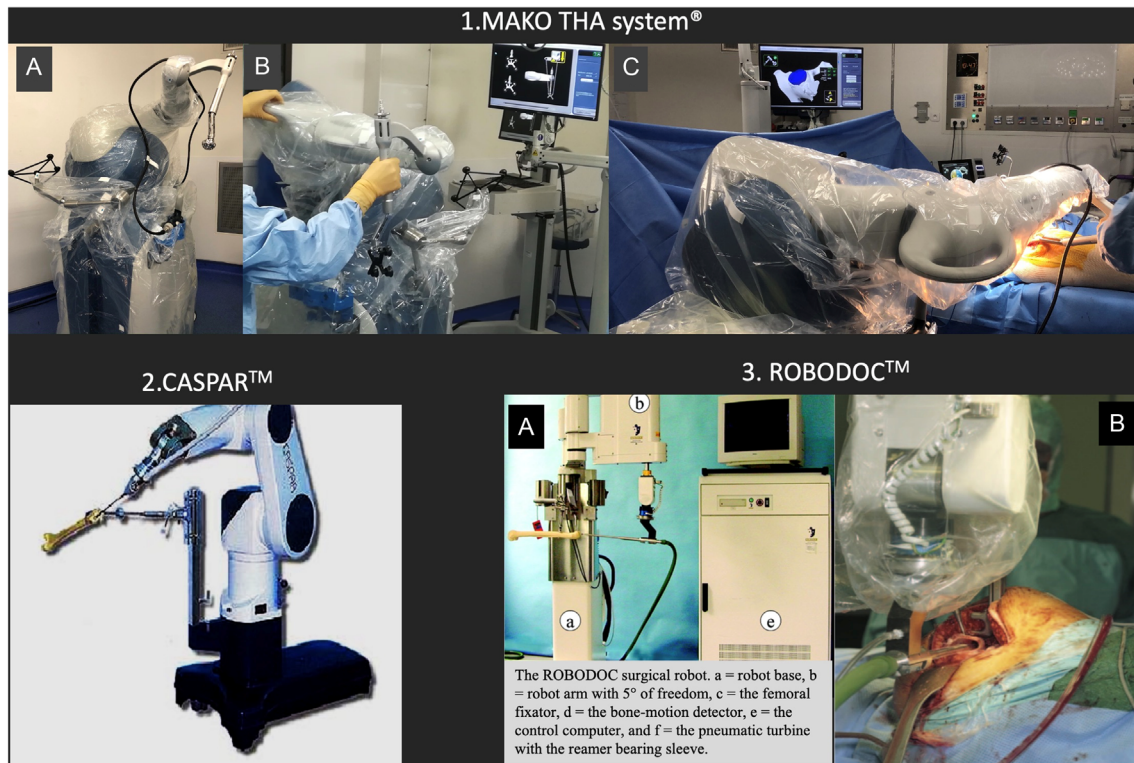 1.MAKO THA system®
A
B
C
2.CASPAR™
3. ROBODOC™
A
b
a
e
B
The ROBODOC surgical robot. a = robot base, b
= robot arm with 5° of freedom, c = the femoral
fixator, d = the bone-motion detector, e = the
control computer, and f = the pneumatic turbine
with the reamer bearing sleeve.